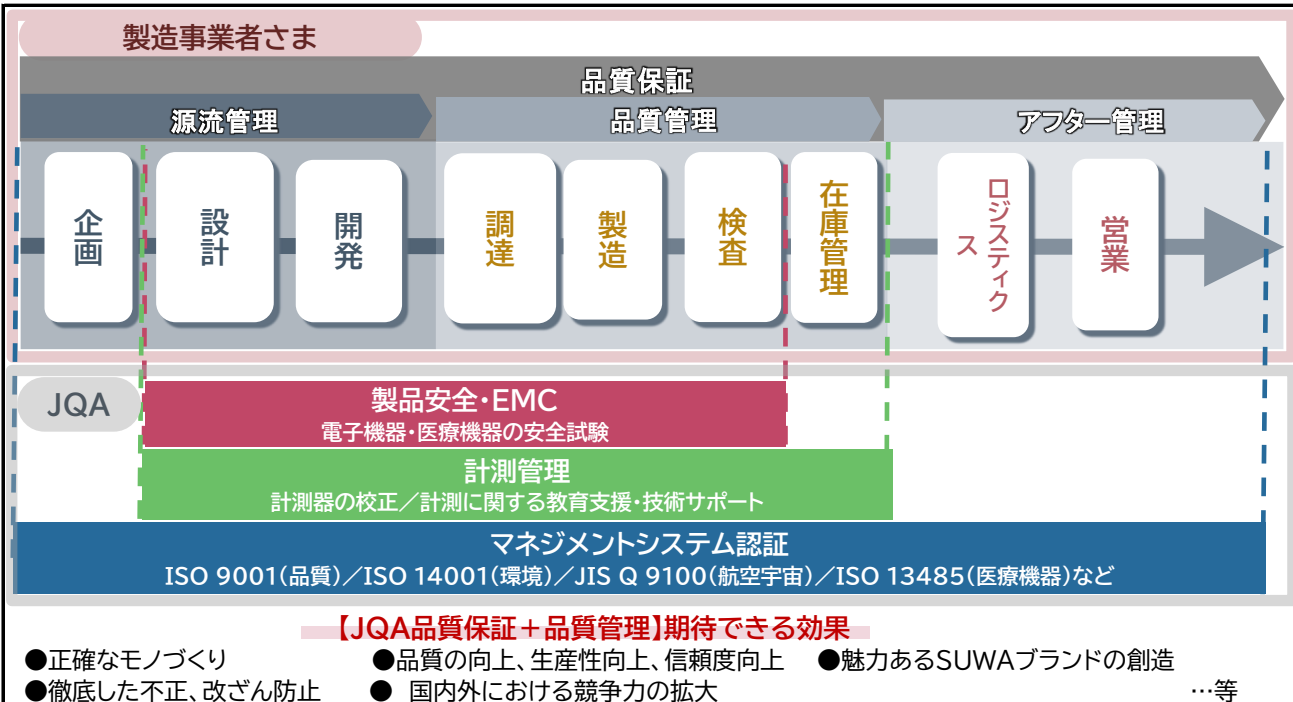 製造事業者さま
品質保証
源流管理
品質管理
アフター管理
企画
設計
開発
調達
製造
検査
在庫管理
ロジスティクス
営業
JQA
製品安全・EMC
電子機器・医療機器の安全試験
計測管理
計測器の校正／計測に関する教育支援・技術サポート
マネジメントシステム認証
ISO 9001(品質)／ISO 14001(環境)／JIS Q 9100(航空宇宙)／ISO 13485(医療機器)など
【JQA品質保証＋品質管理】期待できる効果
●正確なモノづくり ●品質の向上、生産性向上、信頼度向上 ●魅力あるSUWAブランドの創造
●徹底した不正、改ざん防止 ● 国内外における競争力の拡大 …等